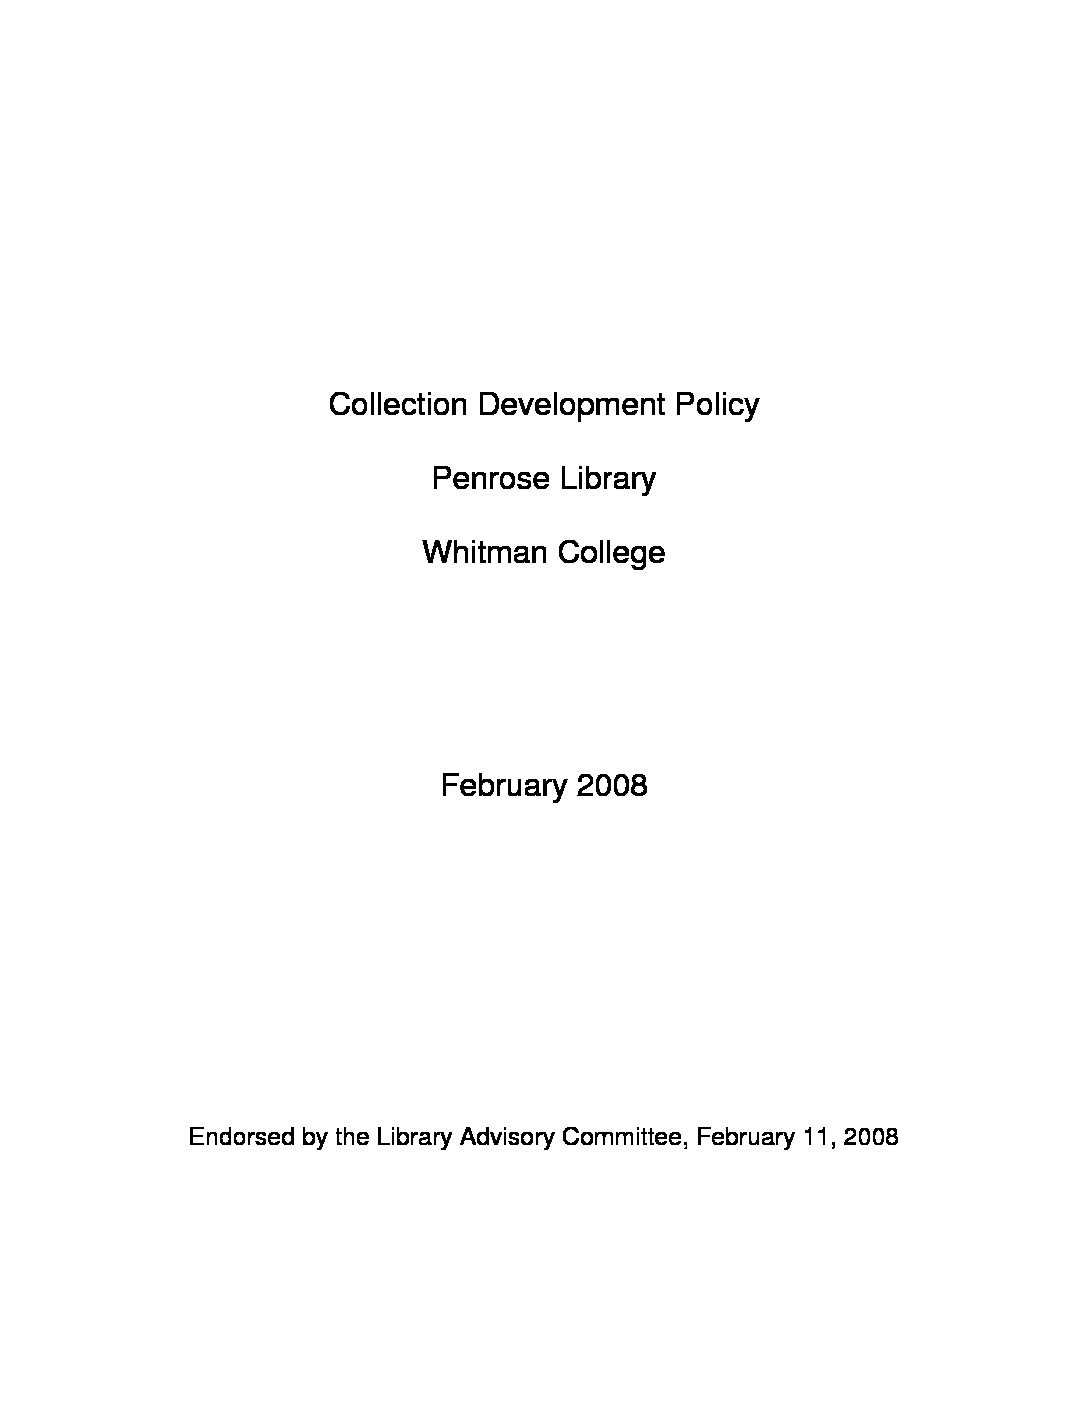 Collection Development Policy
Penrose Library
Whitman College
February 2008
Endorsed by the Library Advisory Committee, February 11, 2008